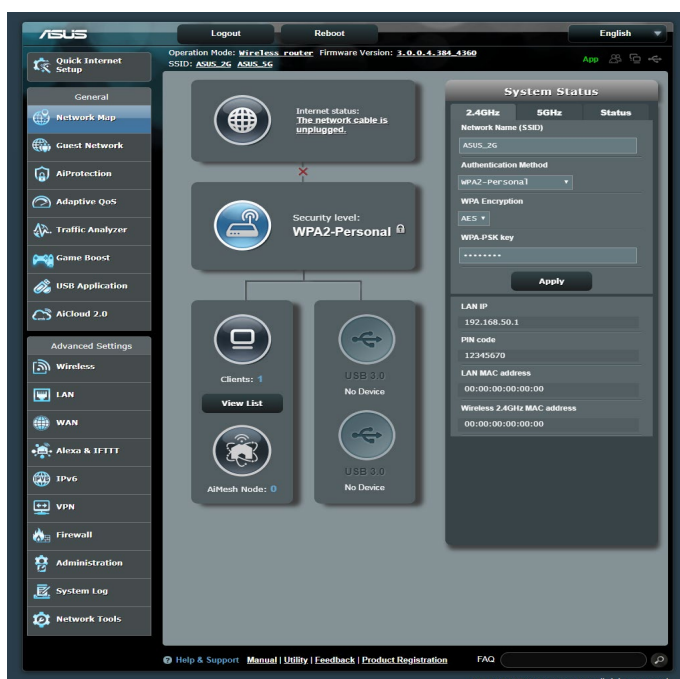 ASUS
Logout
Reboot
English
Quick Internet
Setup
Operation Mode: Wireless router Firmware Version: 3.0.0.4.384_4360
SSID: ASUS_2G ASUS_5G
App
General
Network Map
Guest Network
AiProtection
Adaptive QoS
Traffic Analyzer
Game Boost
USB Application
AiCloud 2.0
Advanced Settings
Wireless
LAN
WAN
Alexa & IFTTT
IPv6
VPN
Firewall
Administration
System Log
Network Tools
Internet status:
The network cable is
unplugged.
Security level:
WPA2-Personal
Clients: 1
View List
AiMesh Node: 0
USB 3.0
No Device
USB 3.0
No Device
System Status
2.4GHz 5GHz Status
Network Name (SSID)
ASUS_2G
Authentication Method
WPA2-Personal
WPA Encryption
AES
WPA-PSK key
••••••••
Apply
LAN IP
192.168.50.1
PIN code
12345670
LAN MAC address
00:00:00:00:00:00
Wireless 2.4GHz MAC address
00:00:00:00:00:00
Help & Support Manual | Utility | Feedback | Product Registration FAQ